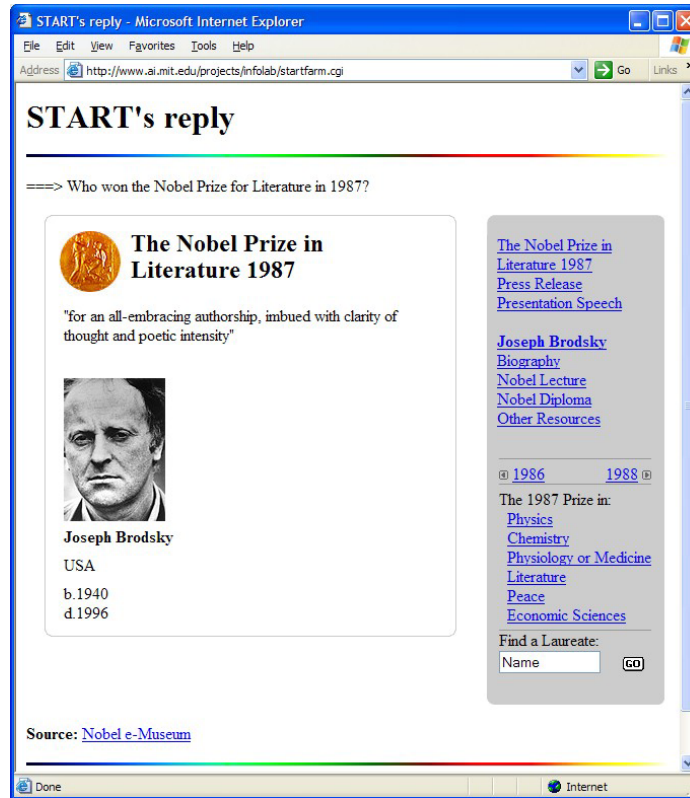 START's reply - Microsoft Internet Explorer
File Edit View Favorites Tools Help
Address http://www.ai.mit.edu/projects/infolab/startfarm.cgi Go Links
START's reply
===> Who won the Nobel Prize for Literature in 1987?
The Nobel Prize in
Literature 1987
"for an all-embracing authorship, imbued with clarity of
thought and poetic intensity"
Joseph Brodsky
USA
b.1940
d.1996
The Nobel Prize in
Literature 1987
Press Release
Presentation Speech
Joseph Brodsky
Biography
Nobel Lecture
Nobel Diploma
Other Resources
1986 1988
The 1987 Prize in:
Physics
Chemistry
Physiology or Medicine
Literature
Peace
Economic Sciences
Find a Laureate:
Name GO
Source: Nobel e-Museum
Done Internet